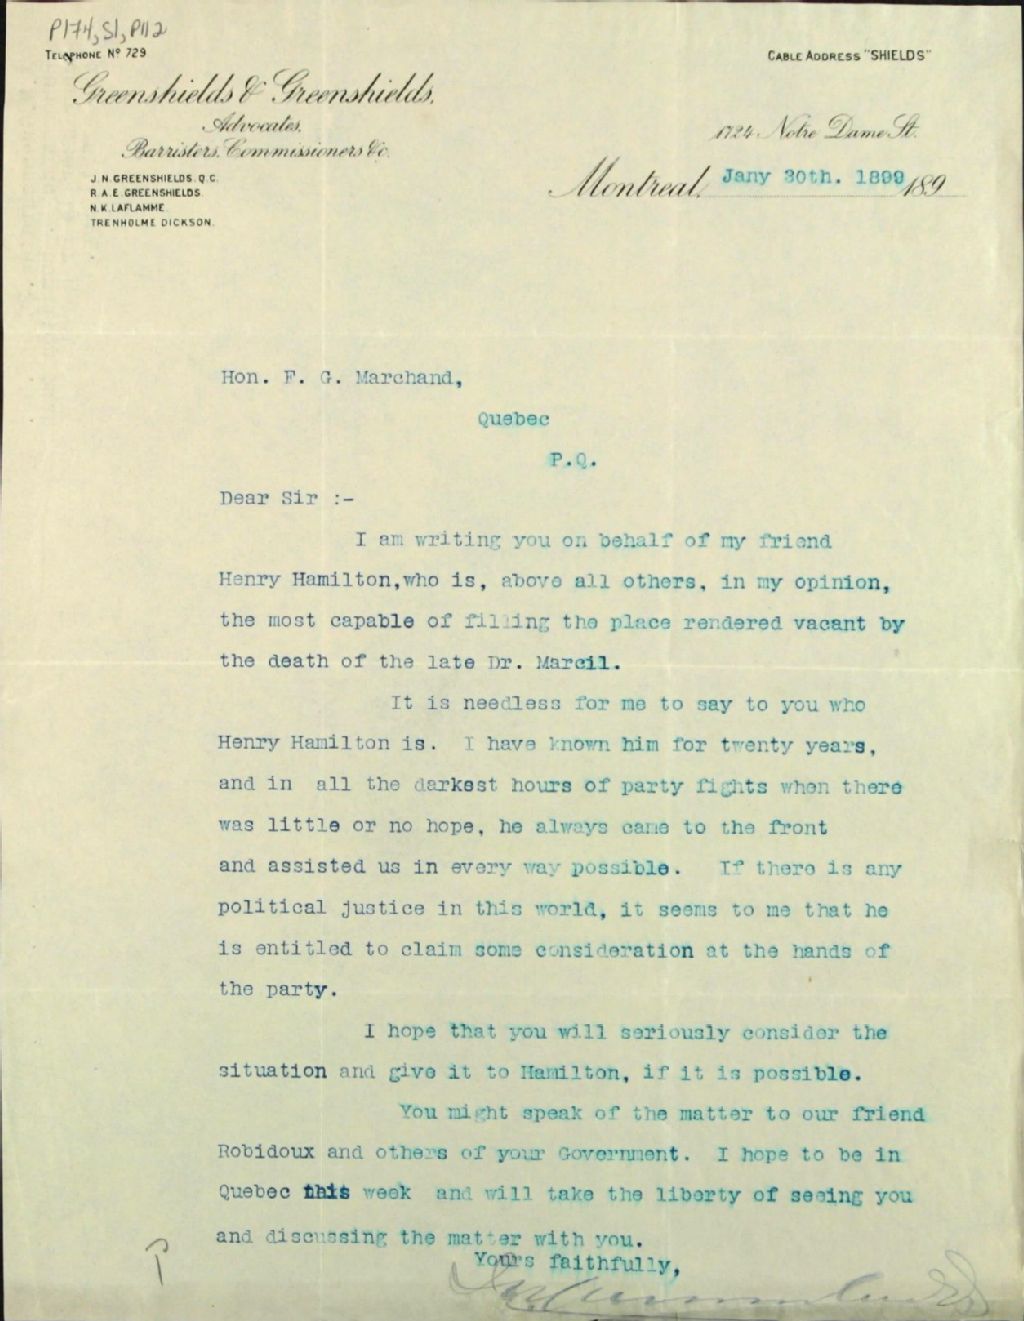 P174, S1, P112
TELEPHONE Nº 729
CABLE ADDRESS "SHIELDS"
Greenshields & Greenshields,
Advocates,
Barristers, Commissioners &c.
1724 Notre Dame St.
J. N. GREENSHIELDS. Q. C.
R. A. E. GREENSHIELDS.
N. K. LAFLAMME.
TRENHOLME DICKSON.
Montreal, Jany 30th. 1899 189
Hon. F. G. Marchand,
Quebec
P.Q.
Dear Sir :-
I am writing you on behalf of my friend
Henry Hamilton,who is, above all others, in my opinion,
the most capable of filling the place rendered vacant by
the death of the late Dr. Marcil.
It is needless for me to say to you who
Henry Hamilton is. I have known him for twenty years,
and in all the darkest hours of party fights when there
was little or no hope, he always came to the front
and assisted us in every way possible. If there is any
political justice in this world, it seems to me that he
is entitled to claim some consideration at the hands of
the party.
I hope that you will seriously consider the
situation and give it to Hamilton, if it is possible.
You might speak of the matter to our friend
Robidoux and others of your Government. I hope to be in
Quebec this week and will take the liberty of seeing you
and discussing the matter with you.
Yours faithfully,